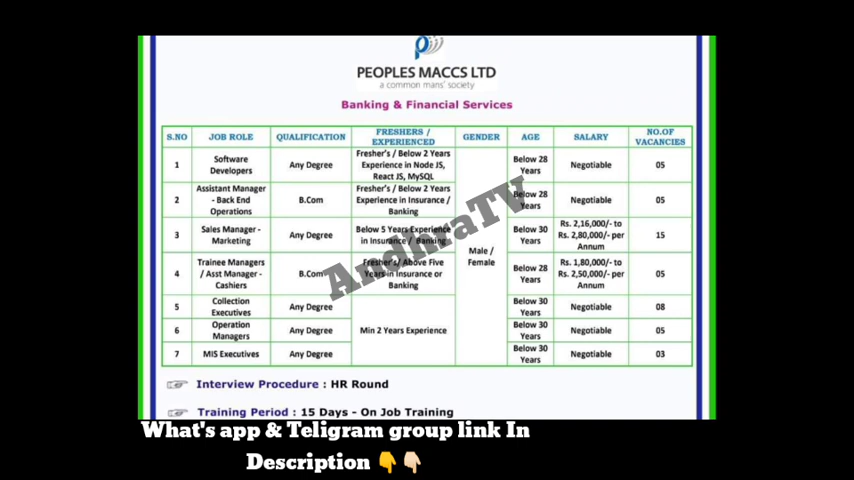 PEOPLES MACCS LTD
a common mans' society
Banking & Financial Services
S.NO JOB ROLE QUALIFICATION FRESHERS / EXPERIENCED GENDER AGE SALARY NO.OF VACANCIES
1 Software Developers Any Degree Fresher's / Below 2 Years Experience in Node JS, React JS, MySQL Below 28 Years Negotiable 05
2 Assistant Manager - Back End Operations B.Com Fresher's / Below 2 Years Experience in Insurance / Banking Below 28 Years Negotiable 05
3 Sales Manager - Marketing Any Degree Below 5 Years Experience in Insurance / Banking Below 30 Years Rs. 2,16,000/- to Rs. 2,80,000/- per Annum 15
Male / Female
4 Trainee Managers / Asst Manager - Cashiers B.Com Fresher's/ Above Five Years in Insurance or Banking Below 28 Years Rs. 1,80,000/- to Rs. 2,50,000/- per Annum 05
5 Collection Executives Any Degree Below 30 Years Negotiable 08
6 Operation Managers Any Degree Min 2 Years Experience Below 30 Years Negotiable 05
7 MIS Executives Any Degree Below 30 Years Negotiable 03
AndhraTV
Interview Procedure : HR Round
Training Period : 15 Days - On Job Training
What's app & Teligram group link In
Description 👇👇🏻